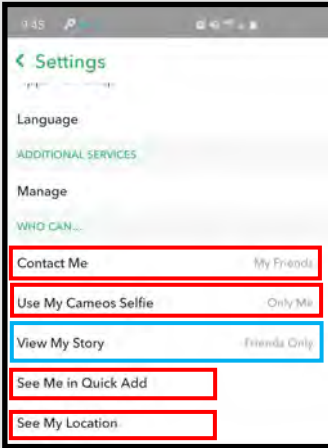 9:45
< Settings
Language
ADDITIONAL SERVICES
Manage
WHO CAN...
Contact Me My Friends
Use My Cameos Selfie Only Me
View My Story Friends Only
See Me in Quick Add
See My Location